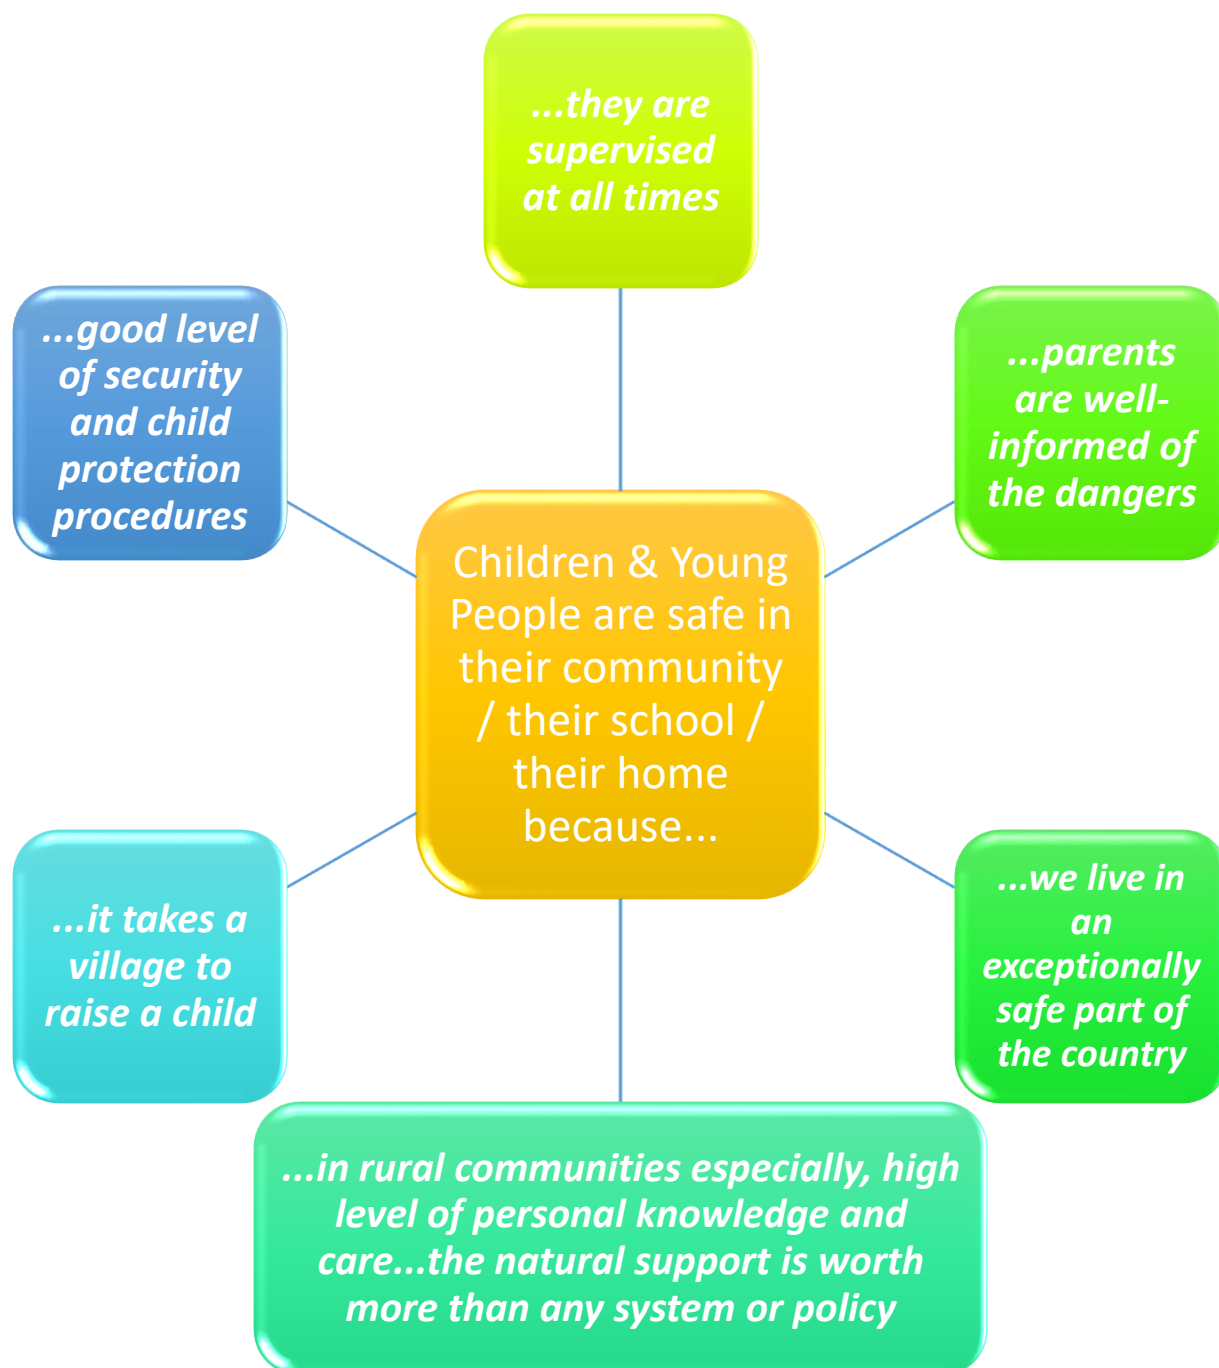 ...they are
supervised
at all times
...good level
of security
and child
protection
procedures
...parents
are well-
informed of
the dangers
Children & Young
People are safe in
their community
/ their school /
their home
because...
...it takes a
village to
raise a child
...we live in
an
exceptionally
safe part of
the country
...in rural communities especially, high
level of personal knowledge and
care...the natural support is worth
more than any system or policy